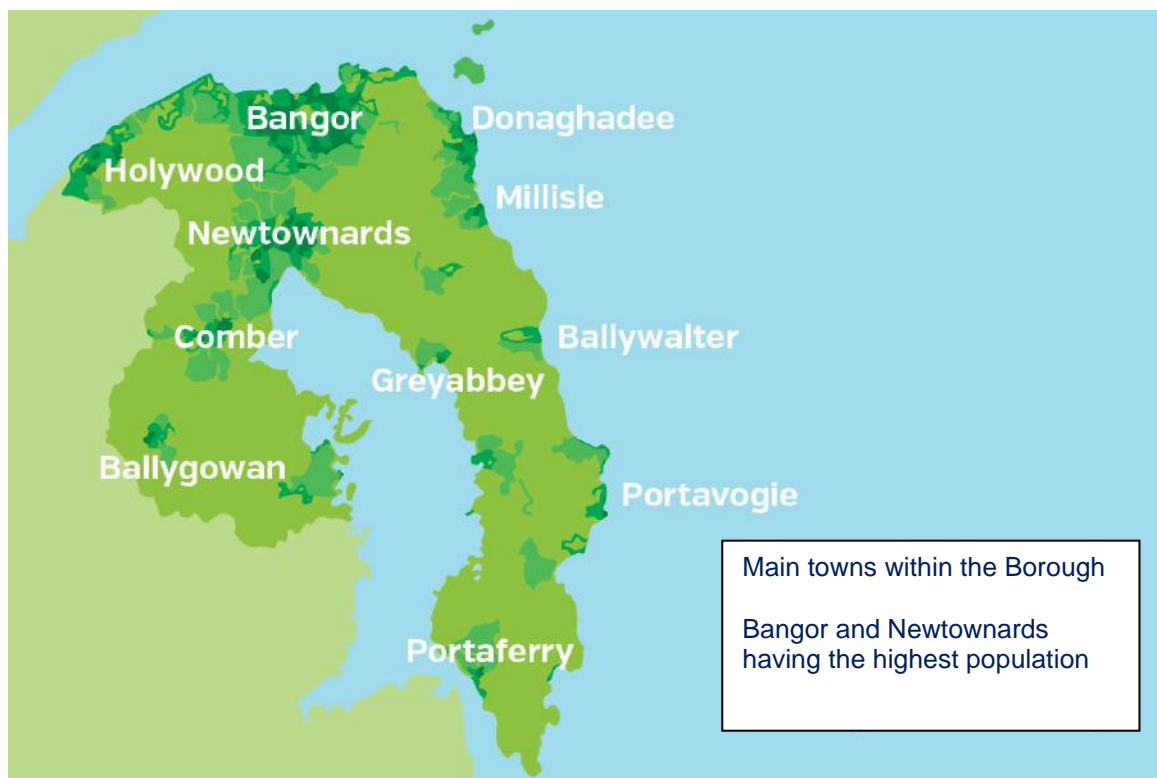 Bangor
Donaghadee
Holywood
Millisle
Newtownards
Comber
Ballywalter
Greyabbey
Ballygowan
Portavogie
Main towns within the Borough
Bangor and Newtownards
having the highest population
Portaferry